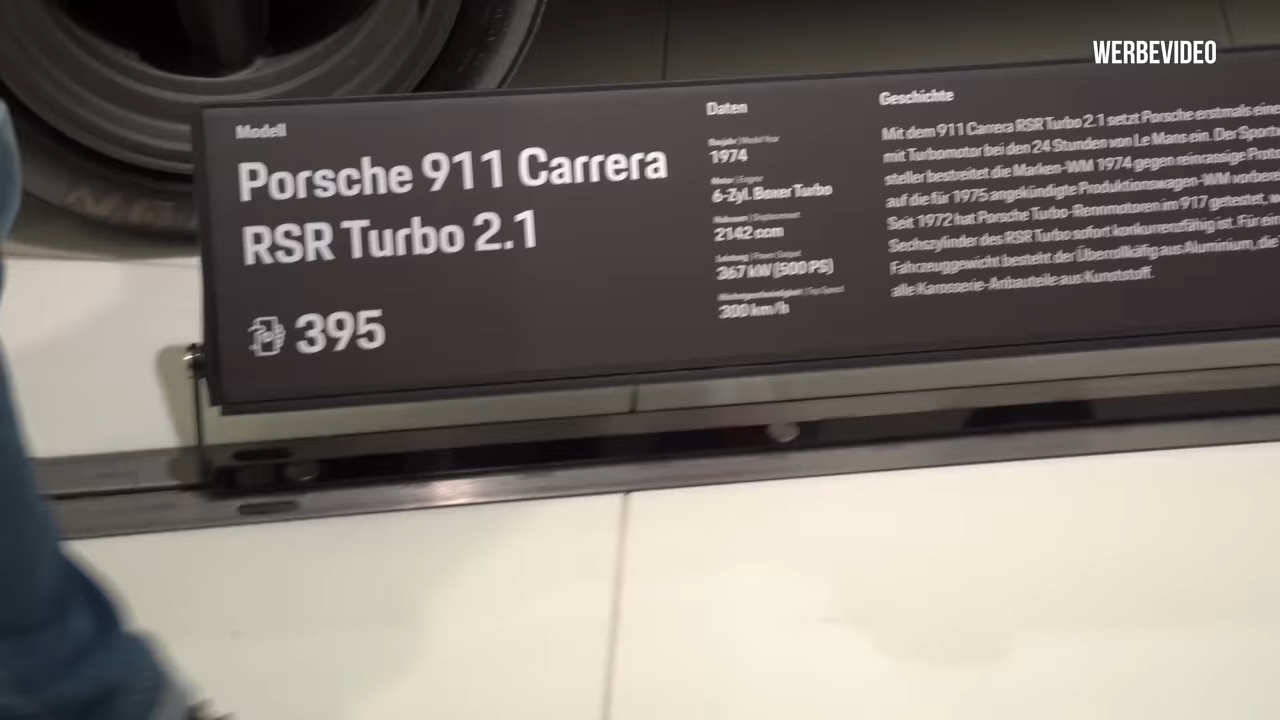 WERBEVIDEO
Modell
Porsche 911 Carrera
RSR Turbo 2.1
395
Daten
1974
6-Zyl. Boxer Turbo
2142 ccm
367 kW (500 PS)
300 km/h
Geschichte
Mit dem 911 Carrera RSR Turbo 2.1 setzt Porsche erstmals eine
mit Turbomotor bei den 24 Stunden von Le Mans ein. Der Sport
steller bestreitet die Marken-WM 1974 gegen reinrassige Proto
auf die für 1975 angekündigte Produktionswagen-WM vorbere
Seit 1972 hat Porsche Turbo-Rennmotoren im 917 getestet,
Sechszylinder des RSR Turbo sofort konkurrenzfähig ist. Für ein
Fahrzeuggewicht besteht der Überrollkäfig aus Aluminium, die
alle Karosserie-Anbauteile aus Kunststoff.